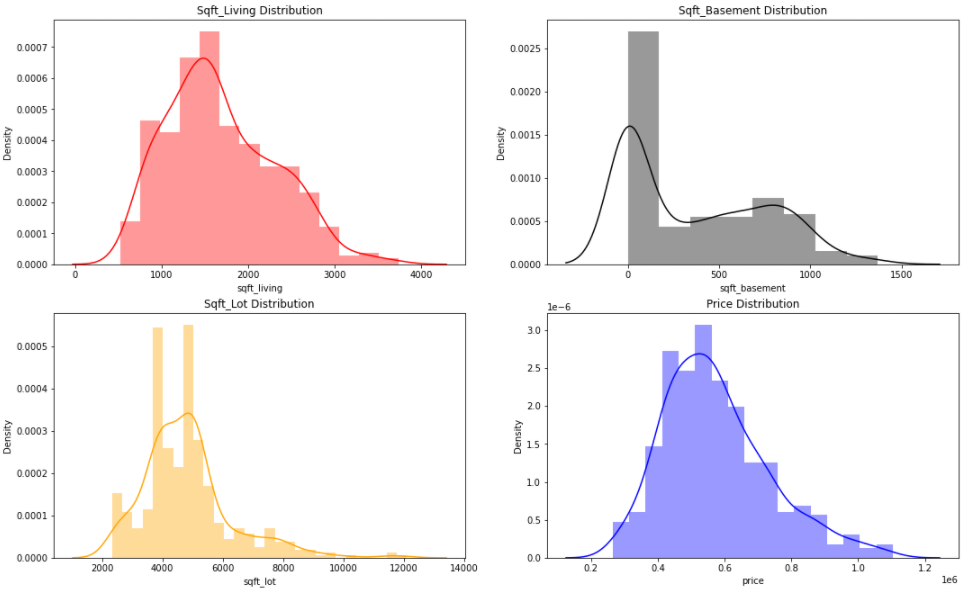 Sqft_Living Distribution
Density
0.0007
0.0006
0.0005
0.0004
0.0003
0.0002
0.0001
0.0000
0 1000 2000 3000 4000
sqft_living
Sqft_Basement Distribution
Density
0.0025
0.0020
0.0015
0.0010
0.0005
0.0000
0 500 1000 1500
sqft_basement
Sqft_Lot Distribution
Density
0.0005
0.0004
0.0003
0.0002
0.0001
0.0000
2000 4000 6000 8000 10000 12000 14000
sqft_lot
Price Distribution
1e−6
Density
3.0
2.5
2.0
1.5
1.0
0.5
0.0
0.2 0.4 0.6 0.8 1.0 1.2
1e6
price